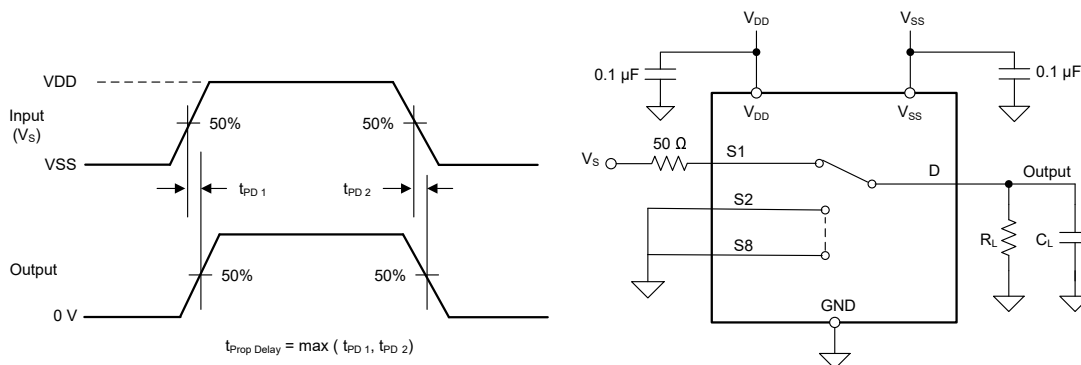 VDD
Input
(VS)
VSS
50%
50%
tPD 1
tPD 2
Output
50%
50%
0 V
tProp Delay = max ( tPD 1, tPD 2)
VDD
VSS
0.1 µF
0.1 µF
VDD
VSS
VS
50 Ω
S1
D
Output
S2
S8
RL
CL
GND